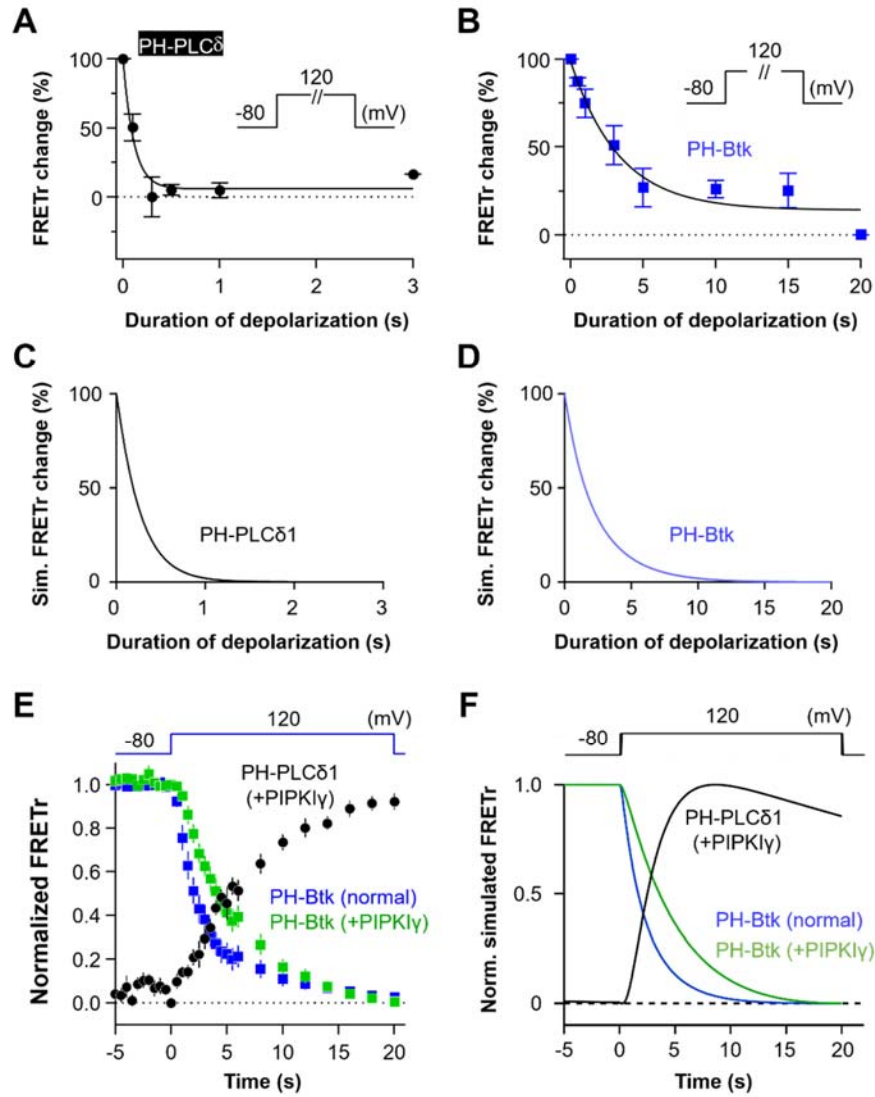 A
PH-PLCδ
FRETr change (%)
100
50
0
120
-80
(mV)
0 1 2 3
Duration of depolarization (s)
B
FRETr change (%)
100
50
0
120
-80
(mV)
PH-Btk
0 5 10 15 20
Duration of depolarization (s)
C
Sim. FRETr change (%)
100
50
0
PH-PLCδ1
0 1 2 3
Duration of depolarization (s)
D
Sim. FRETr change (%)
100
50
0
PH-Btk
0 5 10 15 20
Duration of depolarization (s)
E
-80
120
(mV)
Normalized FRETr
1.0
0.8
0.6
0.4
0.2
0.0
PH-PLCδ1
(+PIPKIγ)
PH-Btk (normal)
PH-Btk (+PIPKIγ)
-5 0 5 10 15 20
Time (s)
F
-80
120
(mV)
Norm. simulated FRETr
1.0
0
PH-PLCδ1
(+PIPKIγ)
PH-Btk (normal)
PH-Btk (+PIPKIγ)
-5 0 5 10 15 20
Time (s)